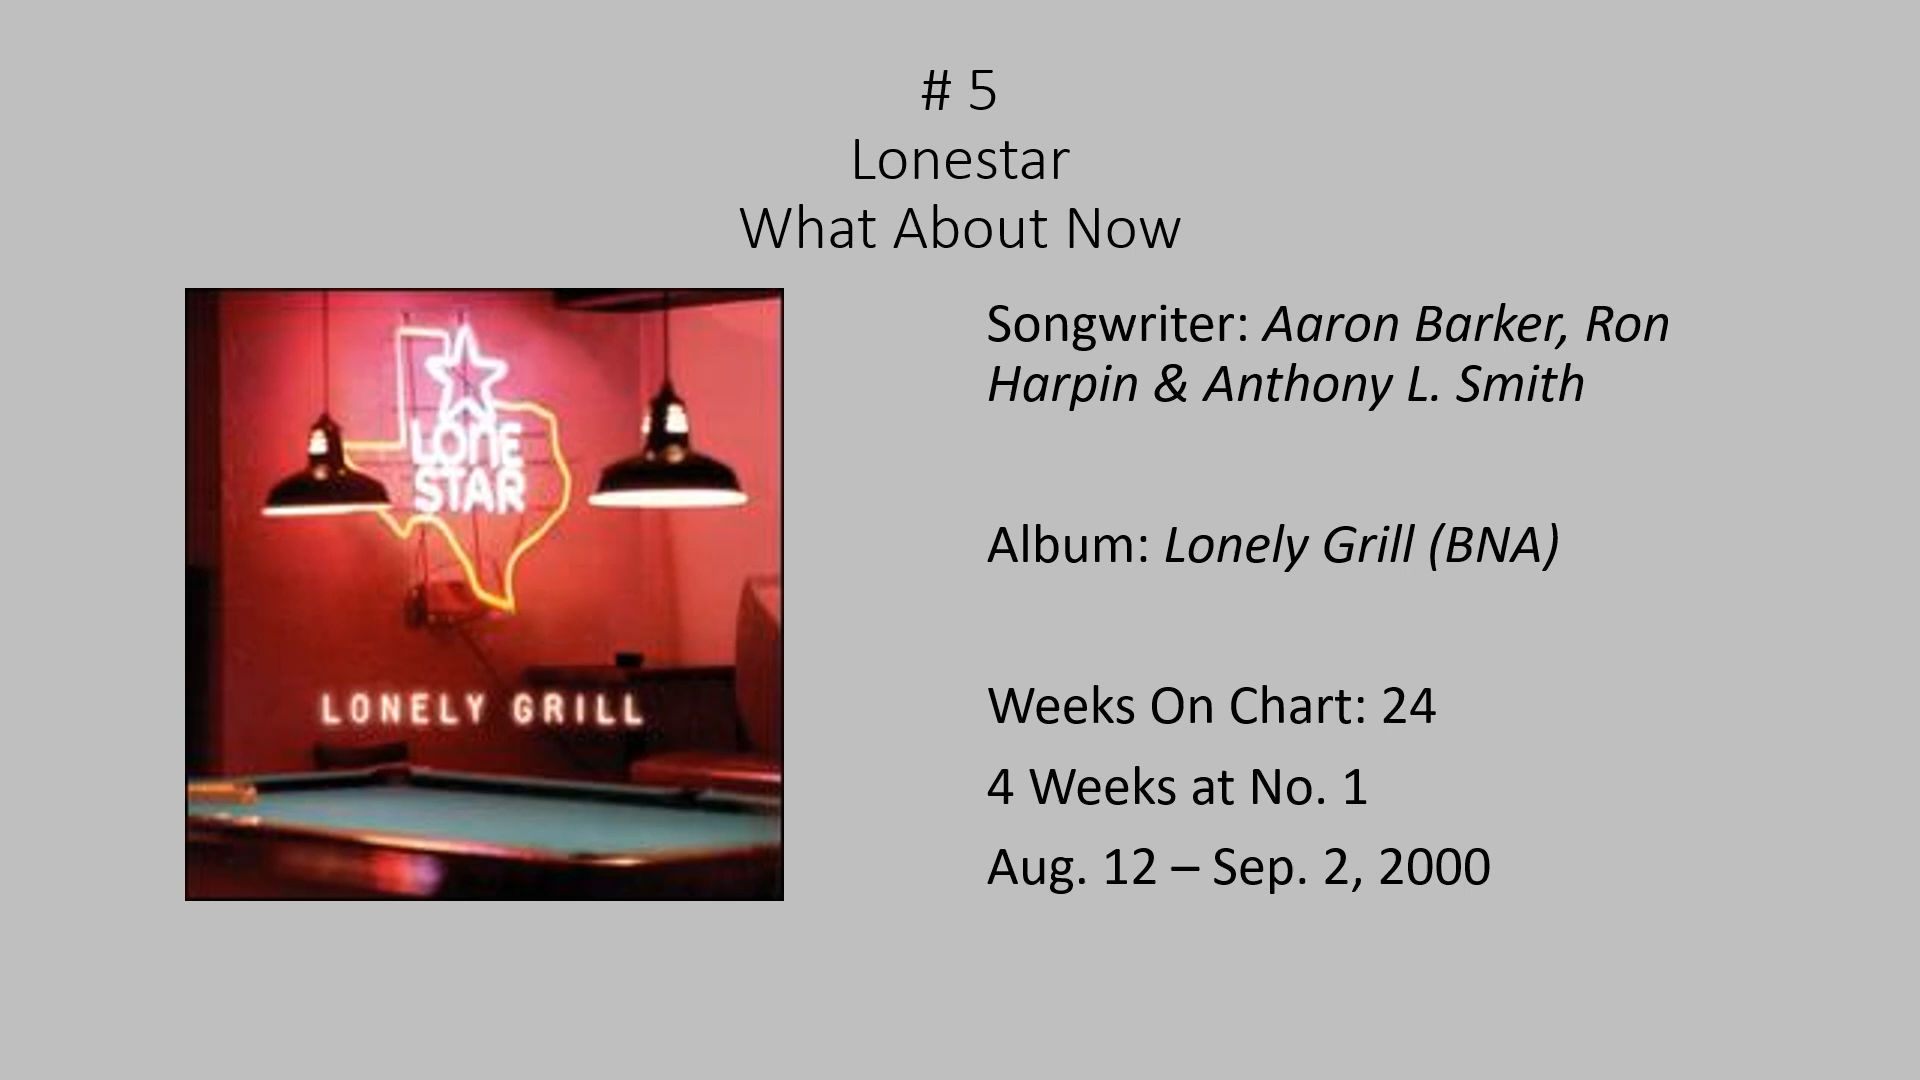 # 5
Lonestar
What About Now
LONE
STAR
LONELY GRILL
Songwriter: Aaron Barker, Ron
Harpin & Anthony L. Smith
Album: Lonely Grill (BNA)
Weeks On Chart: 24
4 Weeks at No. 1
Aug. 12 – Sep. 2, 2000